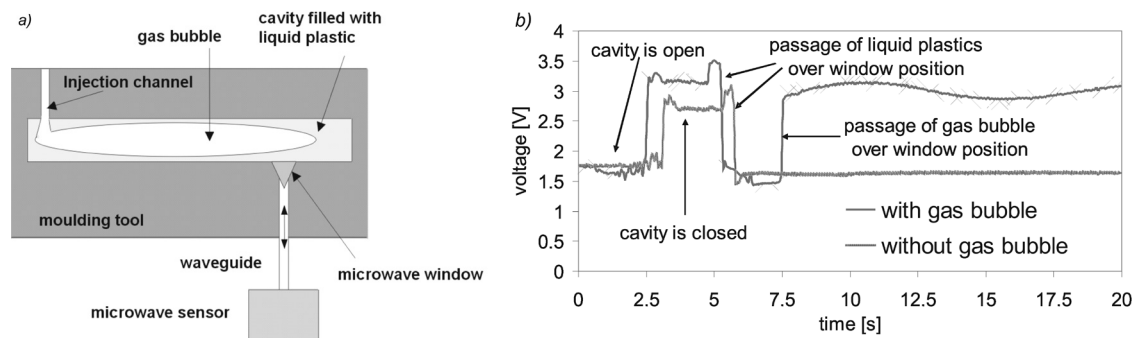 a)
gas bubble
cavity filled with
liquid plastic
Injection channel
moulding tool
waveguide
microwave window
microwave sensor
b)
voltage [V]
4
3.5
3
2.5
2
1.5
1
0.5
0
cavity is open
passage of liquid plastics
over window position
passage of gas bubble
over window position
cavity is closed
with gas bubble
without gas bubble
0
2.5
5
7.5
10
12.5
15
17.5
20
time [s]